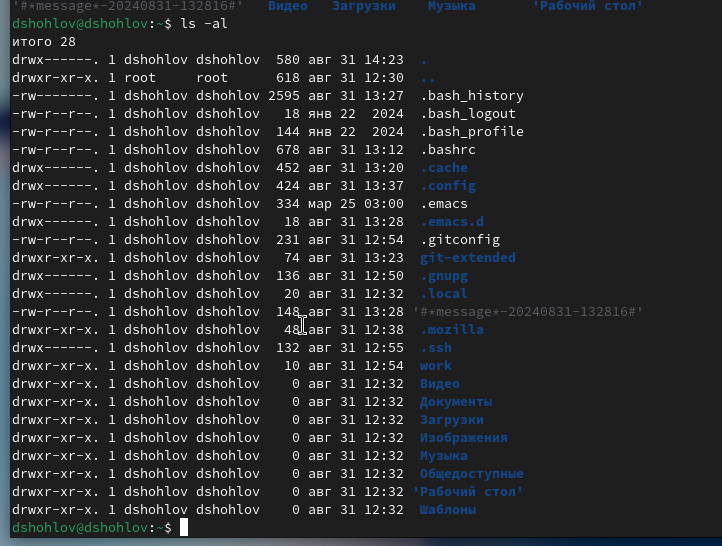 '#∗message∗-20240831-132816#' Видео Загрузки Музыка 'Рабочий стол'
dshohlov@dshohlov:~$ ls -al
итого 28
drwx------. 1 dshohlov dshohlov 580 авг 31 14:23 .
drwxr-xr-x. 1 root root 618 авг 31 12:30 ..
-rw-------. 1 dshohlov dshohlov 2595 авг 31 13:27 .bash_history
-rw-r--r--. 1 dshohlov dshohlov 18 янв 22 2024 .bash_logout
-rw-r--r--. 1 dshohlov dshohlov 144 янв 22 2024 .bash_profile
-rw-r--r--. 1 dshohlov dshohlov 678 авг 31 13:12 .bashrc
drwx------. 1 dshohlov dshohlov 452 авг 31 13:20 .cache
drwx------. 1 dshohlov dshohlov 424 авг 31 13:37 .config
-rw-r--r--. 1 dshohlov dshohlov 334 мар 25 03:00 .emacs
drwx------. 1 dshohlov dshohlov 18 авг 31 13:28 .emacs.d
-rw-r--r--. 1 dshohlov dshohlov 231 авг 31 12:54 .gitconfig
drwxr-xr-x. 1 dshohlov dshohlov 74 авг 31 13:23 git-extended
drwx------. 1 dshohlov dshohlov 136 авг 31 12:50 .gnupg
drwx------. 1 dshohlov dshohlov 20 авг 31 12:32 .local
-rw-r--r--. 1 dshohlov dshohlov 148 авг 31 13:28 '#∗message∗-20240831-132816#'
drwxr-xr-x. 1 dshohlov dshohlov 48 авг 31 12:38 .mozilla
drwx------. 1 dshohlov dshohlov 132 авг 31 12:55 .ssh
drwxr-xr-x. 1 dshohlov dshohlov 10 авг 31 12:54 work
drwxr-xr-x. 1 dshohlov dshohlov 0 авг 31 12:32 Видео
drwxr-xr-x. 1 dshohlov dshohlov 0 авг 31 12:32 Документы
drwxr-xr-x. 1 dshohlov dshohlov 0 авг 31 12:32 Загрузки
drwxr-xr-x. 1 dshohlov dshohlov 0 авг 31 12:32 Изображения
drwxr-xr-x. 1 dshohlov dshohlov 0 авг 31 12:32 Музыка
drwxr-xr-x. 1 dshohlov dshohlov 0 авг 31 12:32 Общедоступные
drwxr-xr-x. 1 dshohlov dshohlov 0 авг 31 12:32 'Рабочий стол'
drwxr-xr-x. 1 dshohlov dshohlov 0 авг 31 12:32 Шаблоны
dshohlov@dshohlov:~$